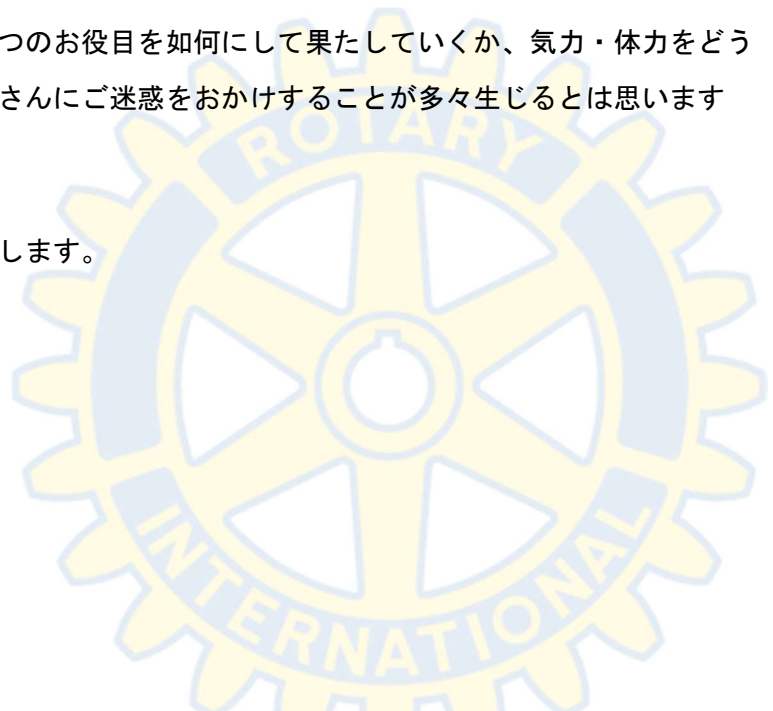 つのお役目を如何にして果たしていくか、気力・体力をどう
さんにご迷惑をおかけすることが多々生じるとは思います
します。
ROTARY
INTERNATIONAL